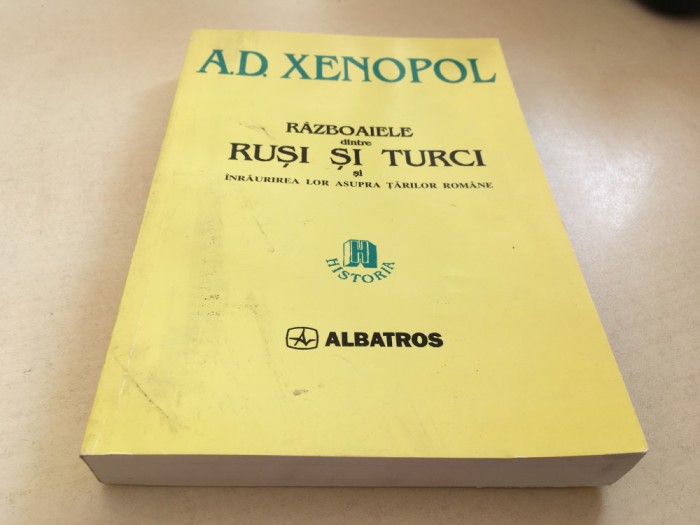 A.D. XENOPOL
RĂZBOAIELE
dintre
RUȘI ȘI TURCI
și
ÎNRÂURIREA LOR ASUPRA ȚĂRILOR ROMÂNE
H
HISTORIA
ALBATROS